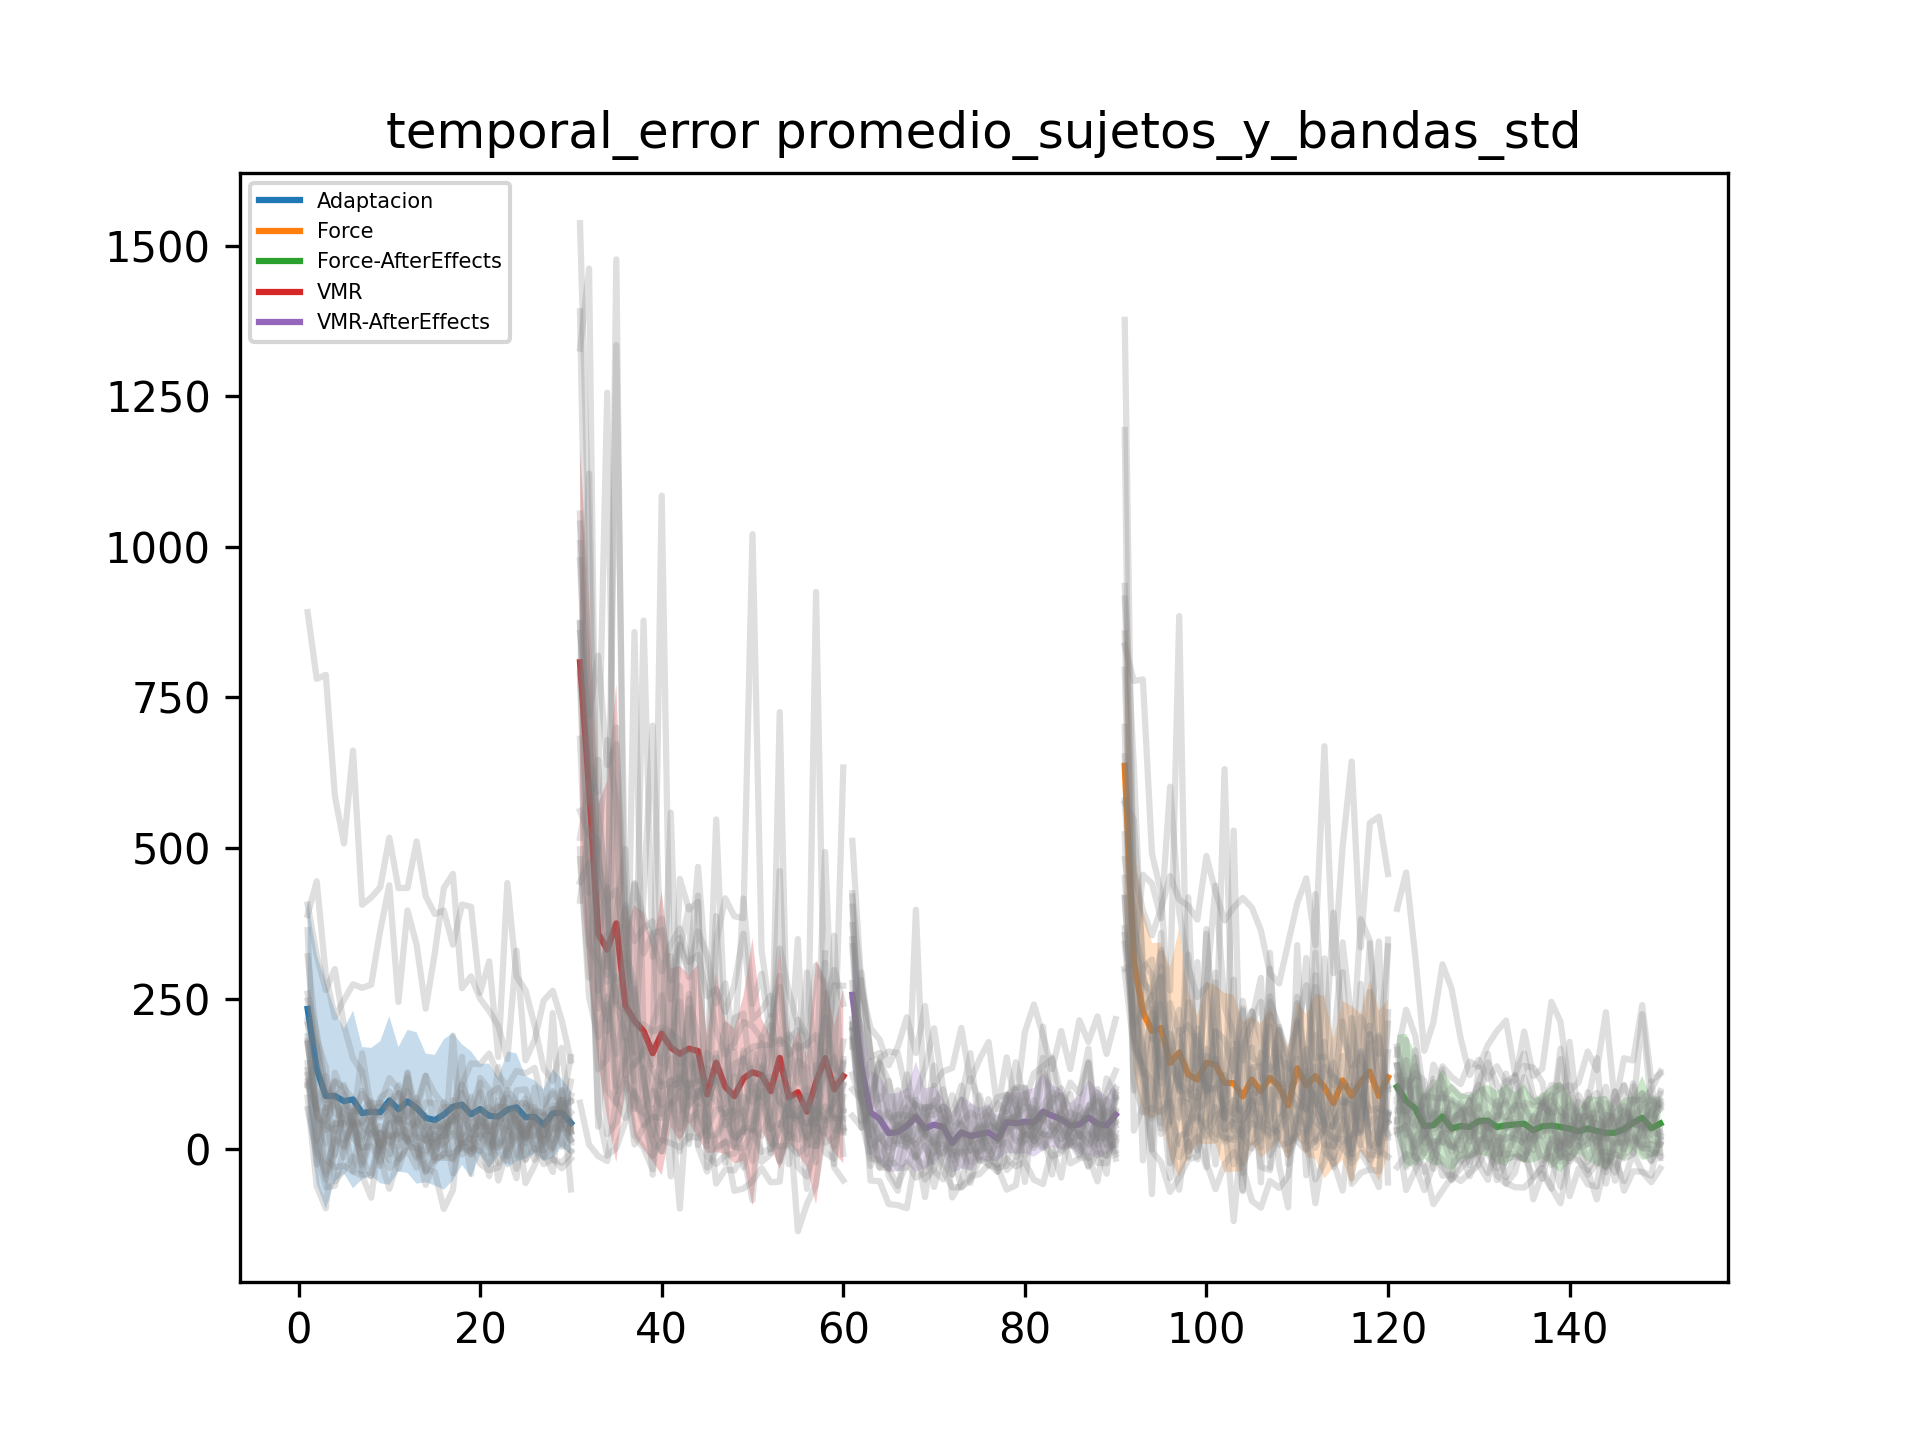 temporal_error promedio_sujetos_y_bandas_std
Adaptacion
Force
Force-AfterEffects
VMR
VMR-AfterEffects
1500
1250
1000
750
500
250
0
0 20 40 60 80 100 120 140